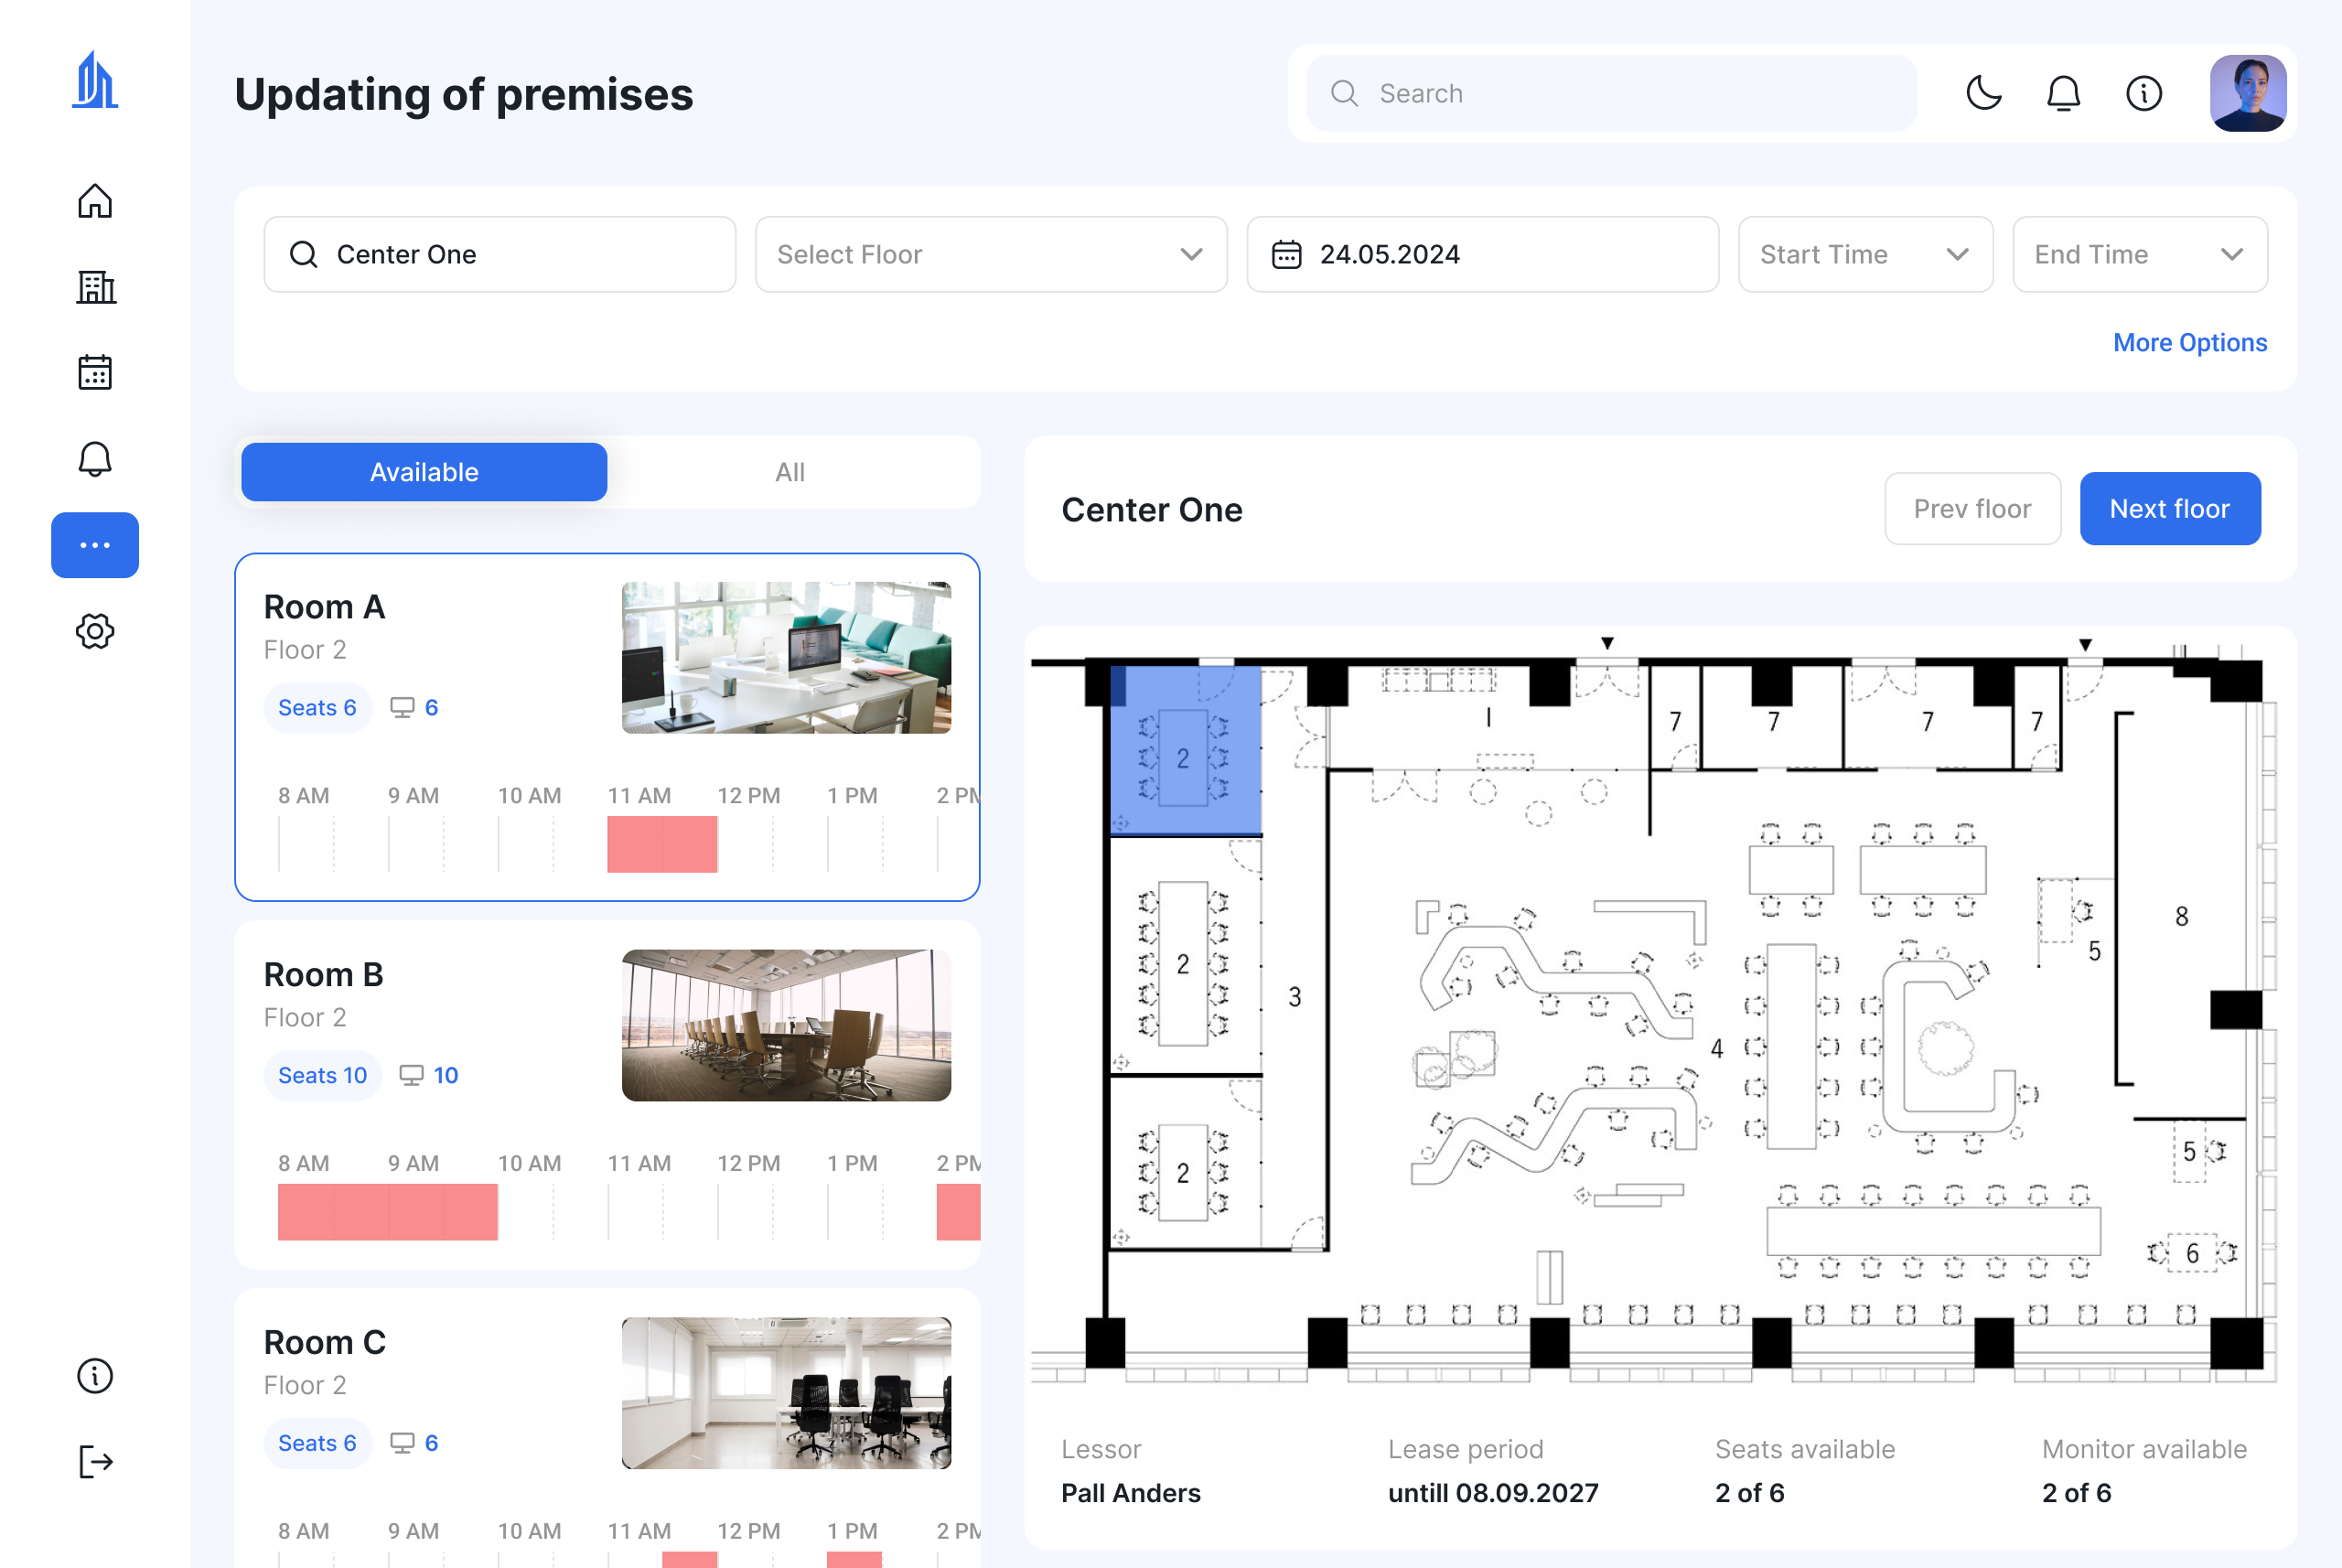 Updating of premises
Search
Center One
Select Floor
24.05.2024
Start Time
End Time
More Options
Available
All
Room A
Floor 2
Seats 6
6
8 AM 9 AM 10 AM 11 AM 12 PM 1 PM 2 PM
Room B
Floor 2
Seats 10
10
8 AM 9 AM 10 AM 11 AM 12 PM 1 PM 2 PM
Room C
Floor 2
Seats 6
6
8 AM 9 AM 10 AM 11 AM 12 PM 1 PM 2 PM
Center One
Prev floor
Next floor
1
7
7
7
7
2
8
5
2
3
4
5
2
6
Lessor
Pall Anders
Lease period
untill 08.09.2027
Seats available
2 of 6
Monitor available
2 of 6